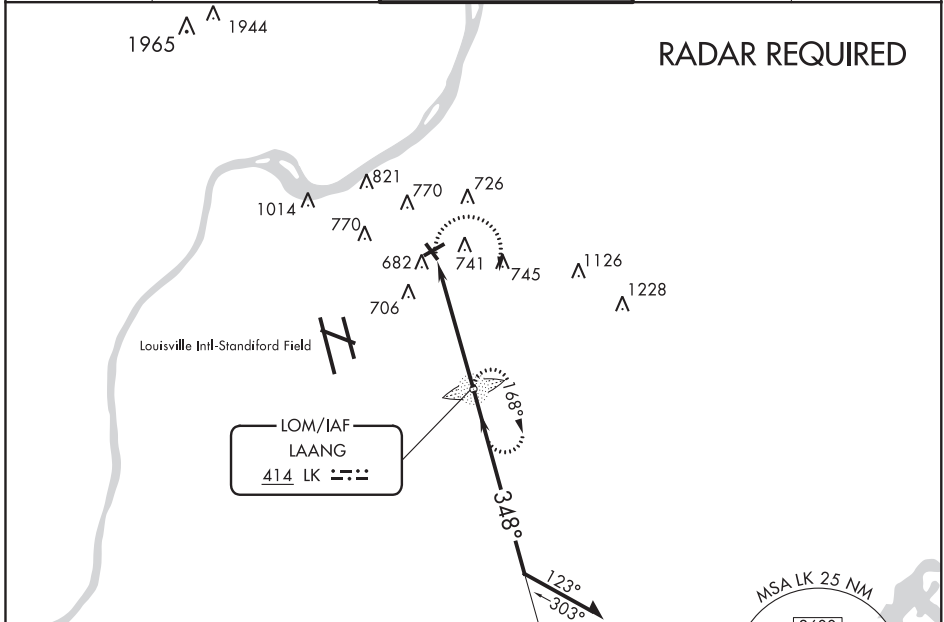 1965
1944
RADAR REQUIRED
821
770
726
1014
770
682
741
745
1126
1228
706
Louisville Intl-Standiford Field
168°
LOM/IAF
LAANG
414 LK
348°
123°
303°
MSA LK 25 NM